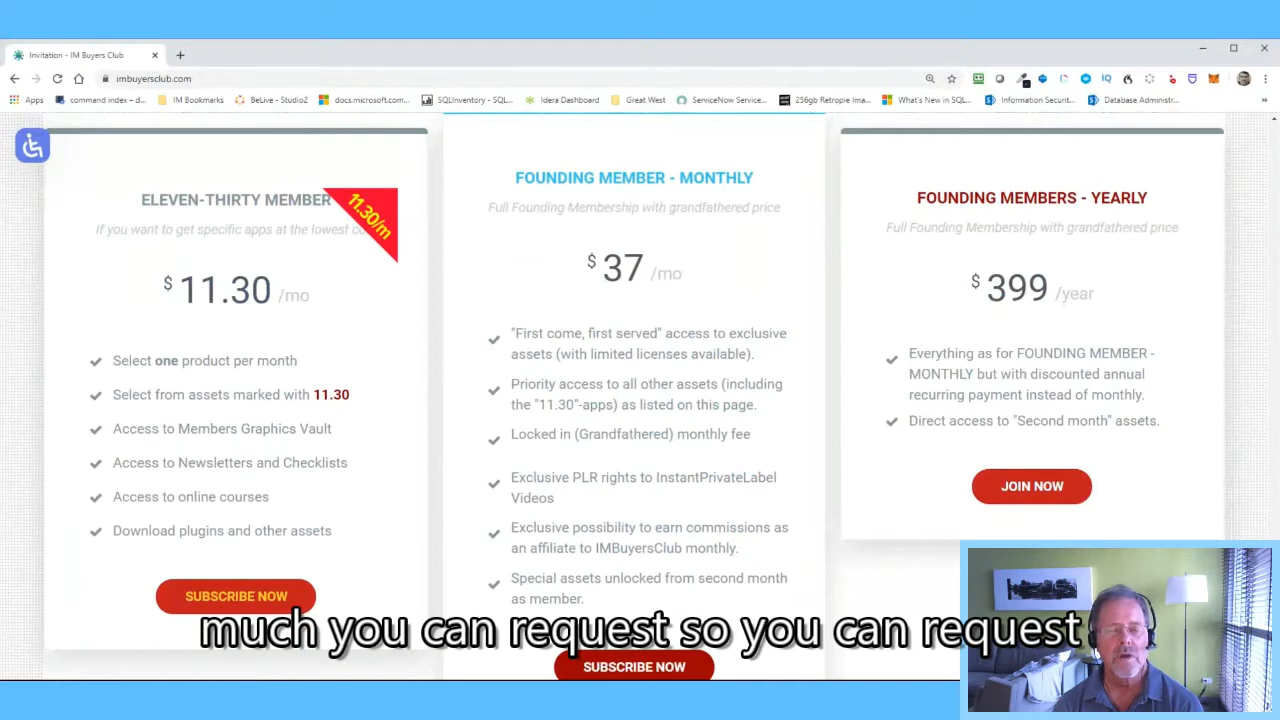 Invitation - IM Buyers Club
imbuyersclub.com
Apps
command index – d...
IM Bookmarks
BeLive - Studio2
docs.microsoft.com...
SQLInventory - SQL...
Idera Dashboard
Great West
ServiceNow Service...
256gb Retropie Ima...
What's New in SQL...
Information Securit...
Database Administr...
ELEVEN-THIRTY MEMBER
11.30/m
If you want to get specific apps at the lowest co
$ 11.30 /mo
Select one product per month
Select from assets marked with 11.30
Access to Members Graphics Vault
Access to Newsletters and Checklists
Access to online courses
Download plugins and other assets
SUBSCRIBE NOW
FOUNDING MEMBER - MONTHLY
Full Founding Membership with grandfathered price
$ 37 /mo
"First come, first served" access to exclusive
assets (with limited licenses available).
Priority access to all other assets (including
the "11.30"-apps) as listed on this page.
Locked in (Grandfathered) monthly fee
Exclusive PLR rights to InstantPrivateLabel
Videos
Exclusive possibility to earn commissions as
an affiliate to IMBuyersClub monthly.
Special assets unlocked from second month
as member.
SUBSCRIBE NOW
FOUNDING MEMBERS - YEARLY
Full Founding Membership with grandfathered price
$ 399 /year
Everything as for FOUNDING MEMBER -
MONTHLY but with discounted annual
recurring payment instead of monthly.
Direct access to "Second month" assets.
JOIN NOW
much you can request so you can request